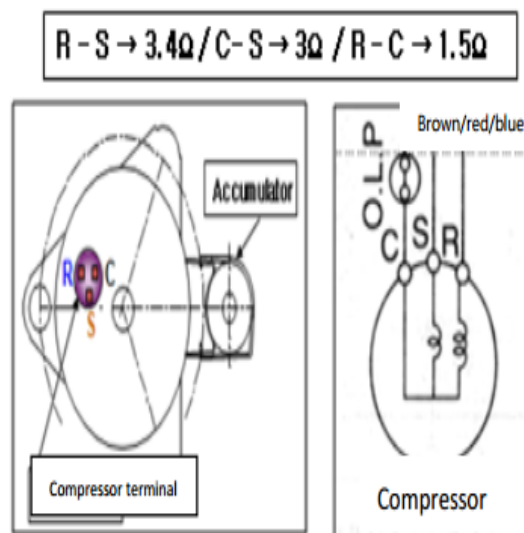 R-S → 3.4Ω / C-S → 3Ω / R-C → 1.5Ω
Accumulator
R C
S
Compressor terminal
Brown/red/blue
O.L.P
C S R
Compressor